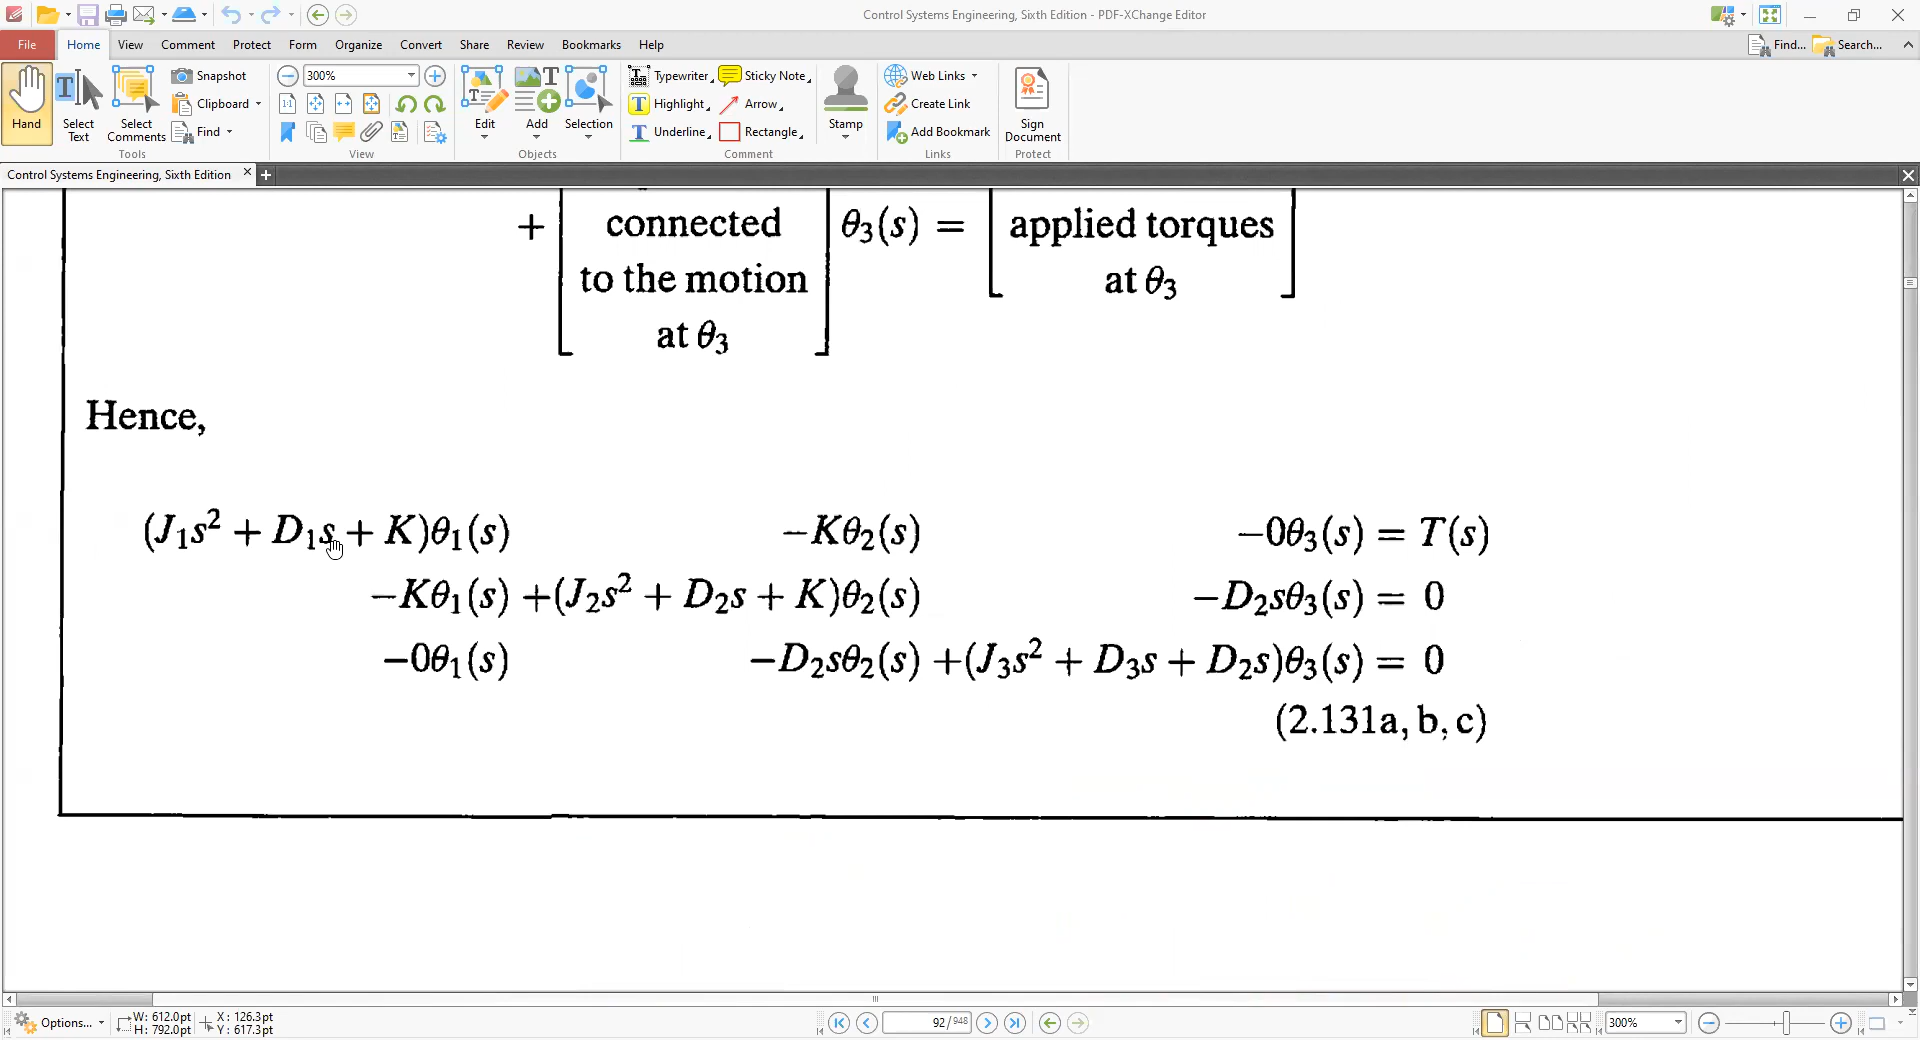 Control Systems Engineering, Sixth Edition - PDF-XChange Editor
File Home View Comment Protect Form Organize Convert Share Review Bookmarks Help Find... Search...
Hand
Select Text
Select Comments
Snapshot
Clipboard
Find
Tools
300%
1:1
View
Edit
Add
Selection
Objects
Typewriter
Highlight
Underline
Sticky Note
Arrow
Rectangle
Stamp
Comment
Web Links
Create Link
Add Bookmark
Links
Sign Document
Protect
Control Systems Engineering, Sixth Edition
+ [connected θ₃(s) = [applied torques
to the motion at θ₃]
at θ₃]
Hence,
(J₁s² + D₁s + K)θ₁(s) −Kθ₂(s) −0θ₃(s) = T(s)
−Kθ₁(s) +(J₂s² + D₂s + K)θ₂(s) −D₂sθ₃(s) = 0
−0θ₁(s) −D₂sθ₂(s) +(J₃s² + D₃s + D₂s)θ₃(s) = 0
(2.131a, b, c)
Options...
W: 612.0pt
H: 792.0pt
X : 126.3pt
Y : 617.3pt
92/948
300%